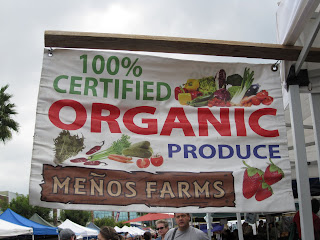 100%
CERTIFIED
ORGANIC
PRODUCE
MEÑOS FARMS